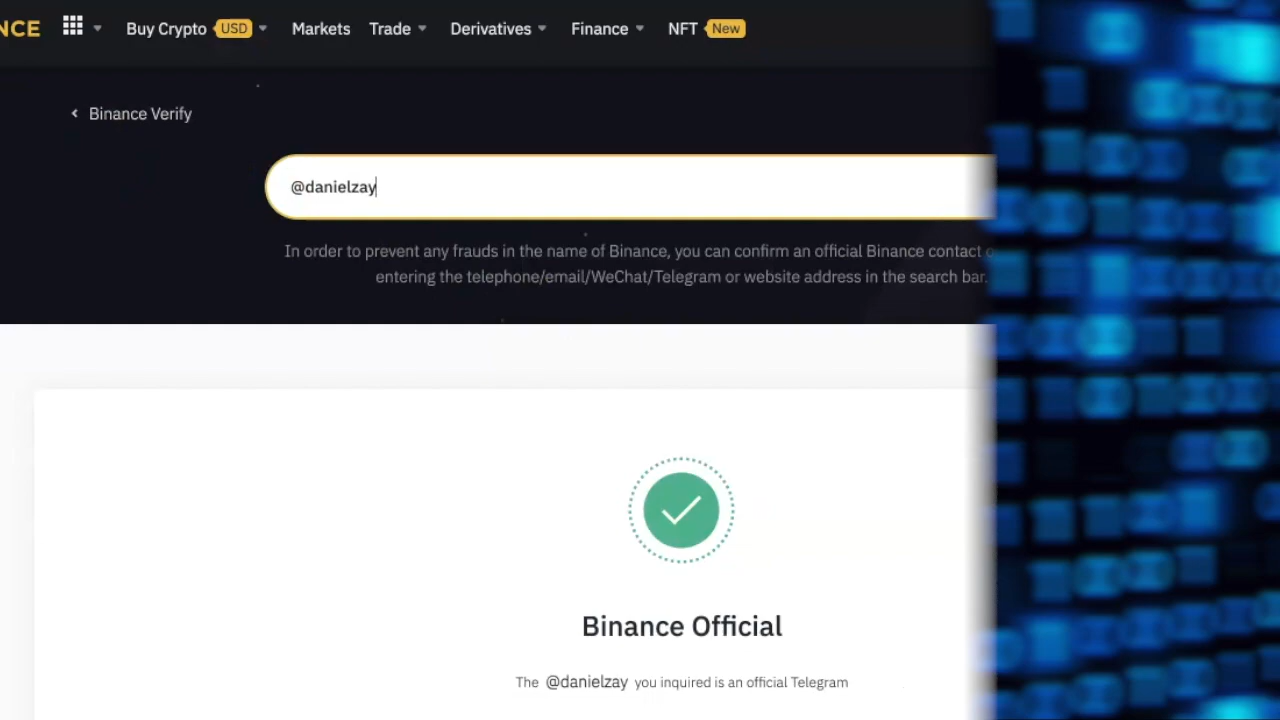 NCE Buy Crypto USD Markets Trade Derivatives Finance NFT New
Binance Verify
@danielzay
In order to prevent any frauds in the name of Binance, you can confirm an official Binance contact
entering the telephone/email/WeChat/Telegram or website address in the search bar.
Binance Official
The @danielzay you inquired is an official Telegram